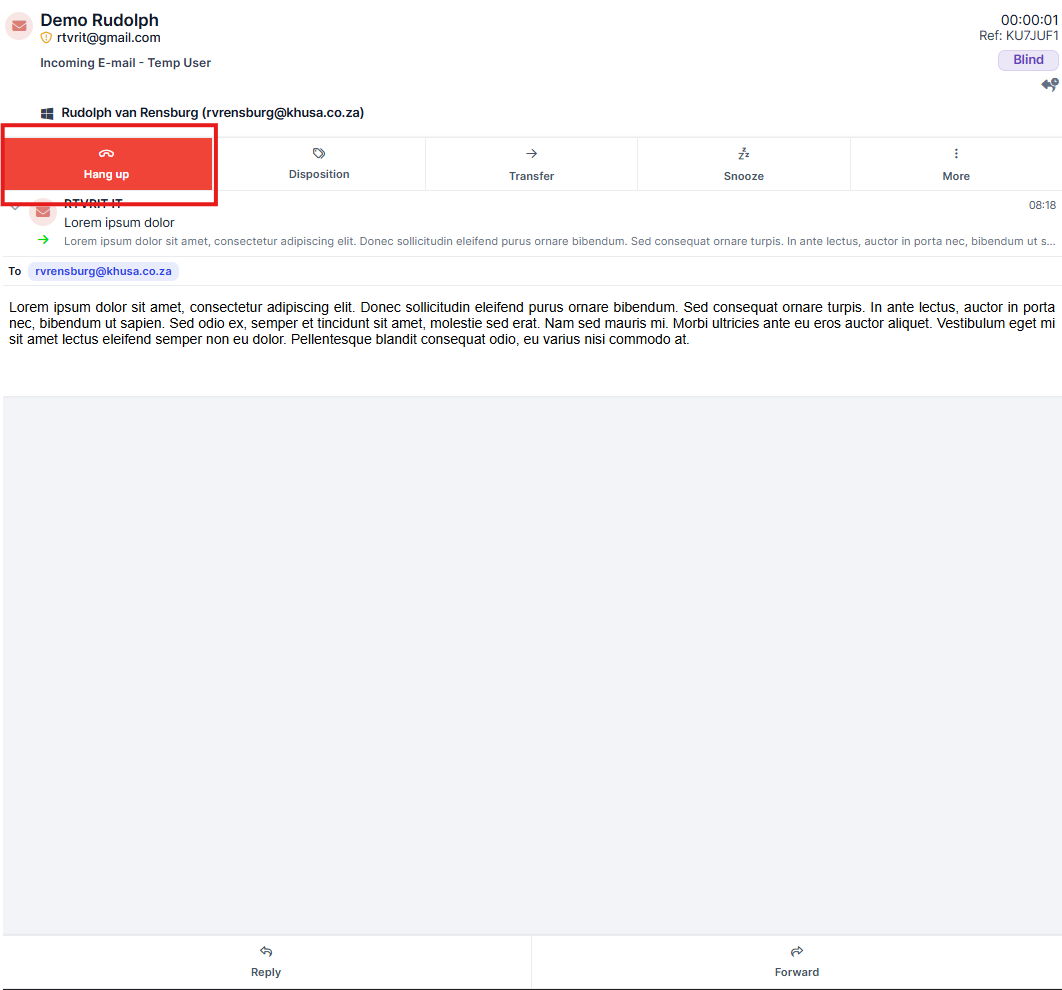 Demo Rudolph
00:00:01
rtvrit@gmail.com
Ref: KU7JUF1
Incoming E-mail - Temp User
Blind
Rudolph van Rensburg (rvrensburg@khusa.co.za)
Hang up
Disposition
Transfer
Snooze
More
RTVRIT IT
08:18
Lorem ipsum dolor
Lorem ipsum dolor sit amet, consectetur adipiscing elit. Donec sollicitudin eleifend purus ornare bibendum. Sed consequat ornare turpis. In ante lectus, auctor in porta nec, bibendum ut s...
To rvrensburg@khusa.co.za
Lorem ipsum dolor sit amet, consectetur adipiscing elit. Donec sollicitudin eleifend purus ornare bibendum. Sed consequat ornare turpis. In ante lectus, auctor in porta
nec, bibendum ut sapien. Sed odio ex, semper et tincidunt sit amet, molestie sed erat. Nam sed mauris mi. Morbi ultricies ante eu eros auctor aliquet. Vestibulum eget mi
sit amet lectus eleifend semper non eu dolor. Pellentesque blandit consequat odio, eu varius nisi commodo at.
Reply
Forward